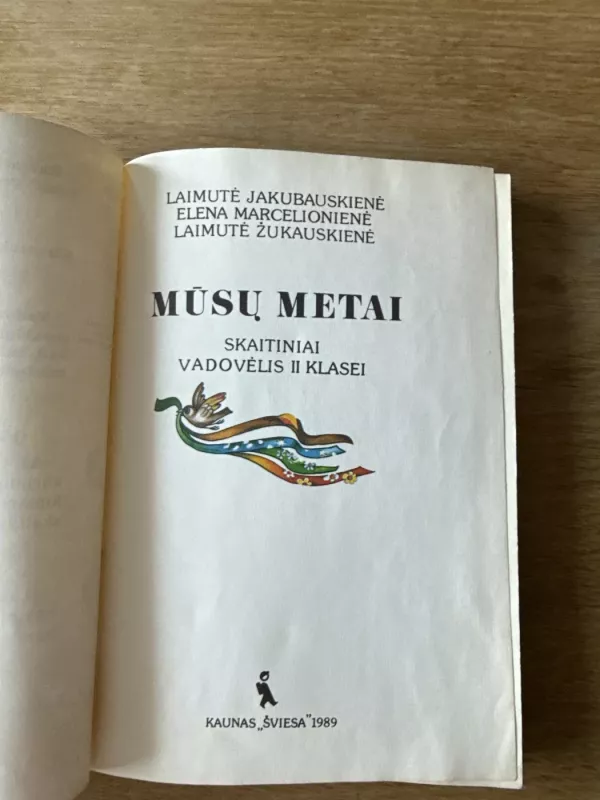 LAIMUTĖ JAKUBAUSKIENĖ
ELENA MARCELIONIENĖ
LAIMUTĖ ŽUKAUSKIENĖ
MŪSŲ METAI
SKAITINIAI
VADOVĖLIS II KLASEI
KAUNAS „ŠVIESA" 1989